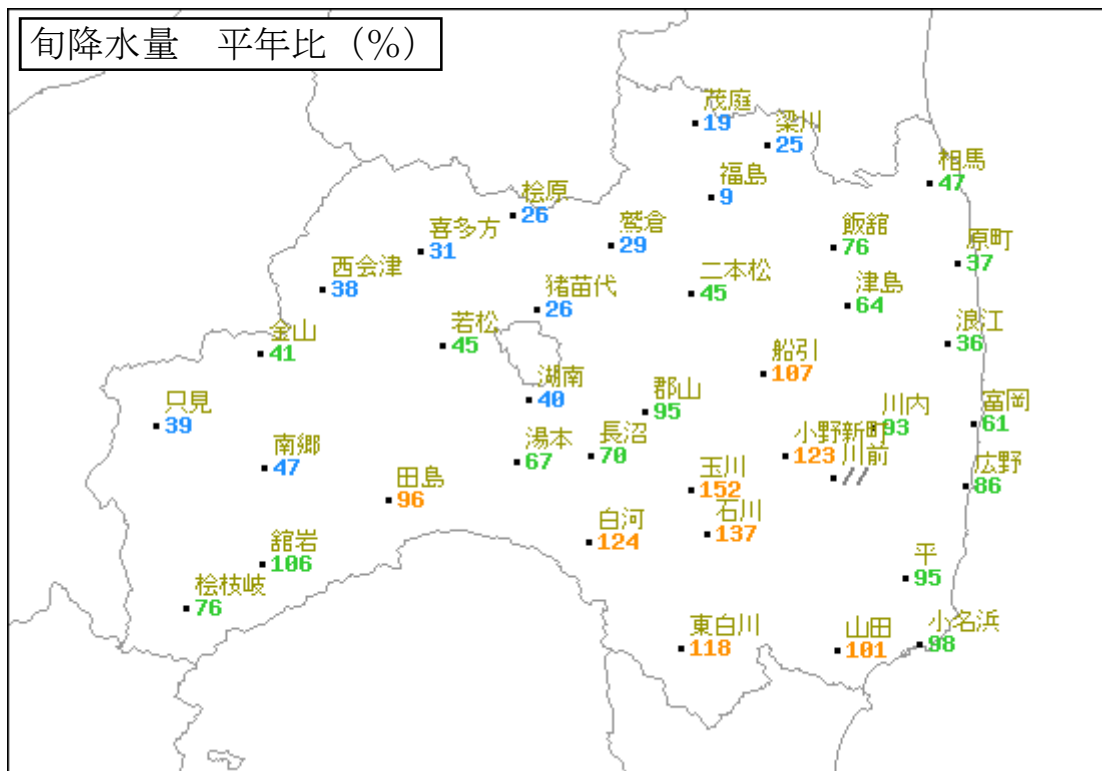 旬降水量　平年比（％）
茂庭
19
梁川
25
相馬
47
福島
9
桧原
26
鷲倉
29
喜多方
31
飯舘
76
原町
37
西会津
38
猪苗代
26
二本松
45
津島
64
金山
41
若松
45
浪江
36
船引
107
湖南
40
郡山
95
只見
39
川内
93
富岡
61
南郷
47
湯本
67
長沼
70
小野新町
123
川前
//
広野
86
田島
96
玉川
152
白河
124
石川
137
舘岩
106
平
95
桧枝岐
76
東白川
118
山田
101
小名浜
98